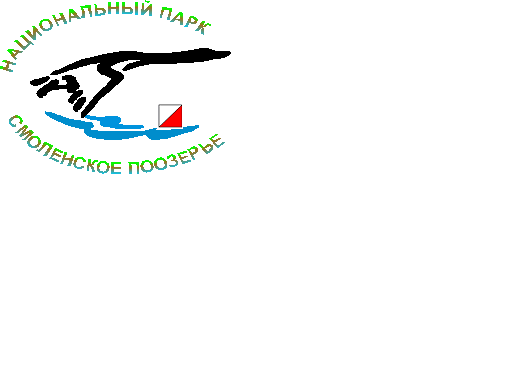 НАЦИОНАЛЬНЫЙ ПАРК
СМОЛЕНСКОЕ ПООЗЕРЬЕ